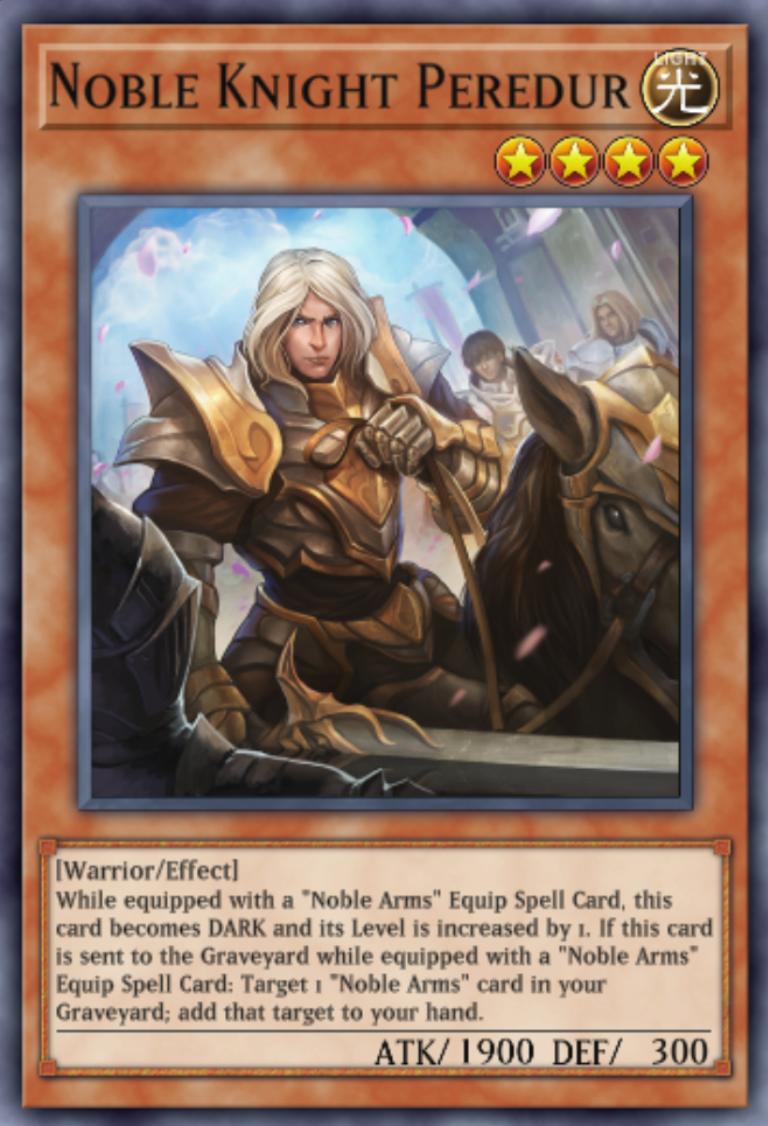 NOBLE KNIGHT PEREDUR
LIGHT
光
[Warrior/Effect]
While equipped with a "Noble Arms" Equip Spell Card, this
card becomes DARK and its Level is increased by 1. If this card
is sent to the Graveyard while equipped with a "Noble Arms"
Equip Spell Card: Target 1 "Noble Arms" card in your
Graveyard; add that target to your hand.
ATK/ 1900 DEF/ 300